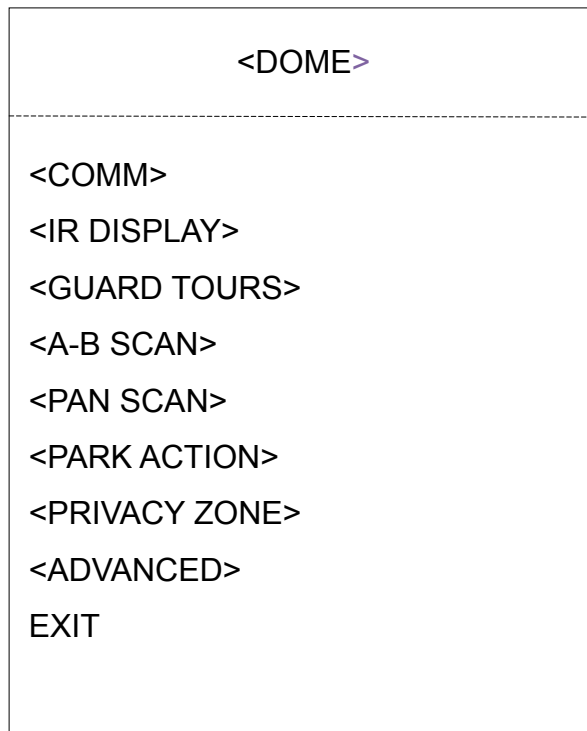 <DOME>
<COMM>
<IR DISPLAY>
<GUARD TOURS>
<A-B SCAN>
<PAN SCAN>
<PARK ACTION>
<PRIVACY ZONE>
<ADVANCED>
EXIT